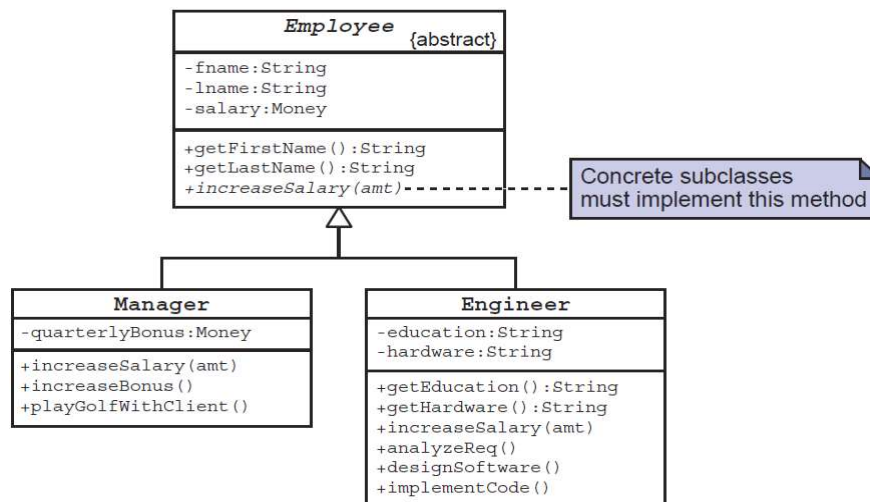 Employee
{abstract}
-fname:String
-lname:String
-salary:Money
+getFirstName():String
+getLastName():String
+increaseSalary(amt)
Concrete subclasses
must implement this method
Manager
-quarterlyBonus:Money
+increaseSalary(amt)
+increaseBonus()
+playGolfWithClient()
Engineer
-education:String
-hardware:String
+getEducation():String
+getHardware():String
+increaseSalary(amt)
+analyzeReq()
+designSoftware()
+implementCode()